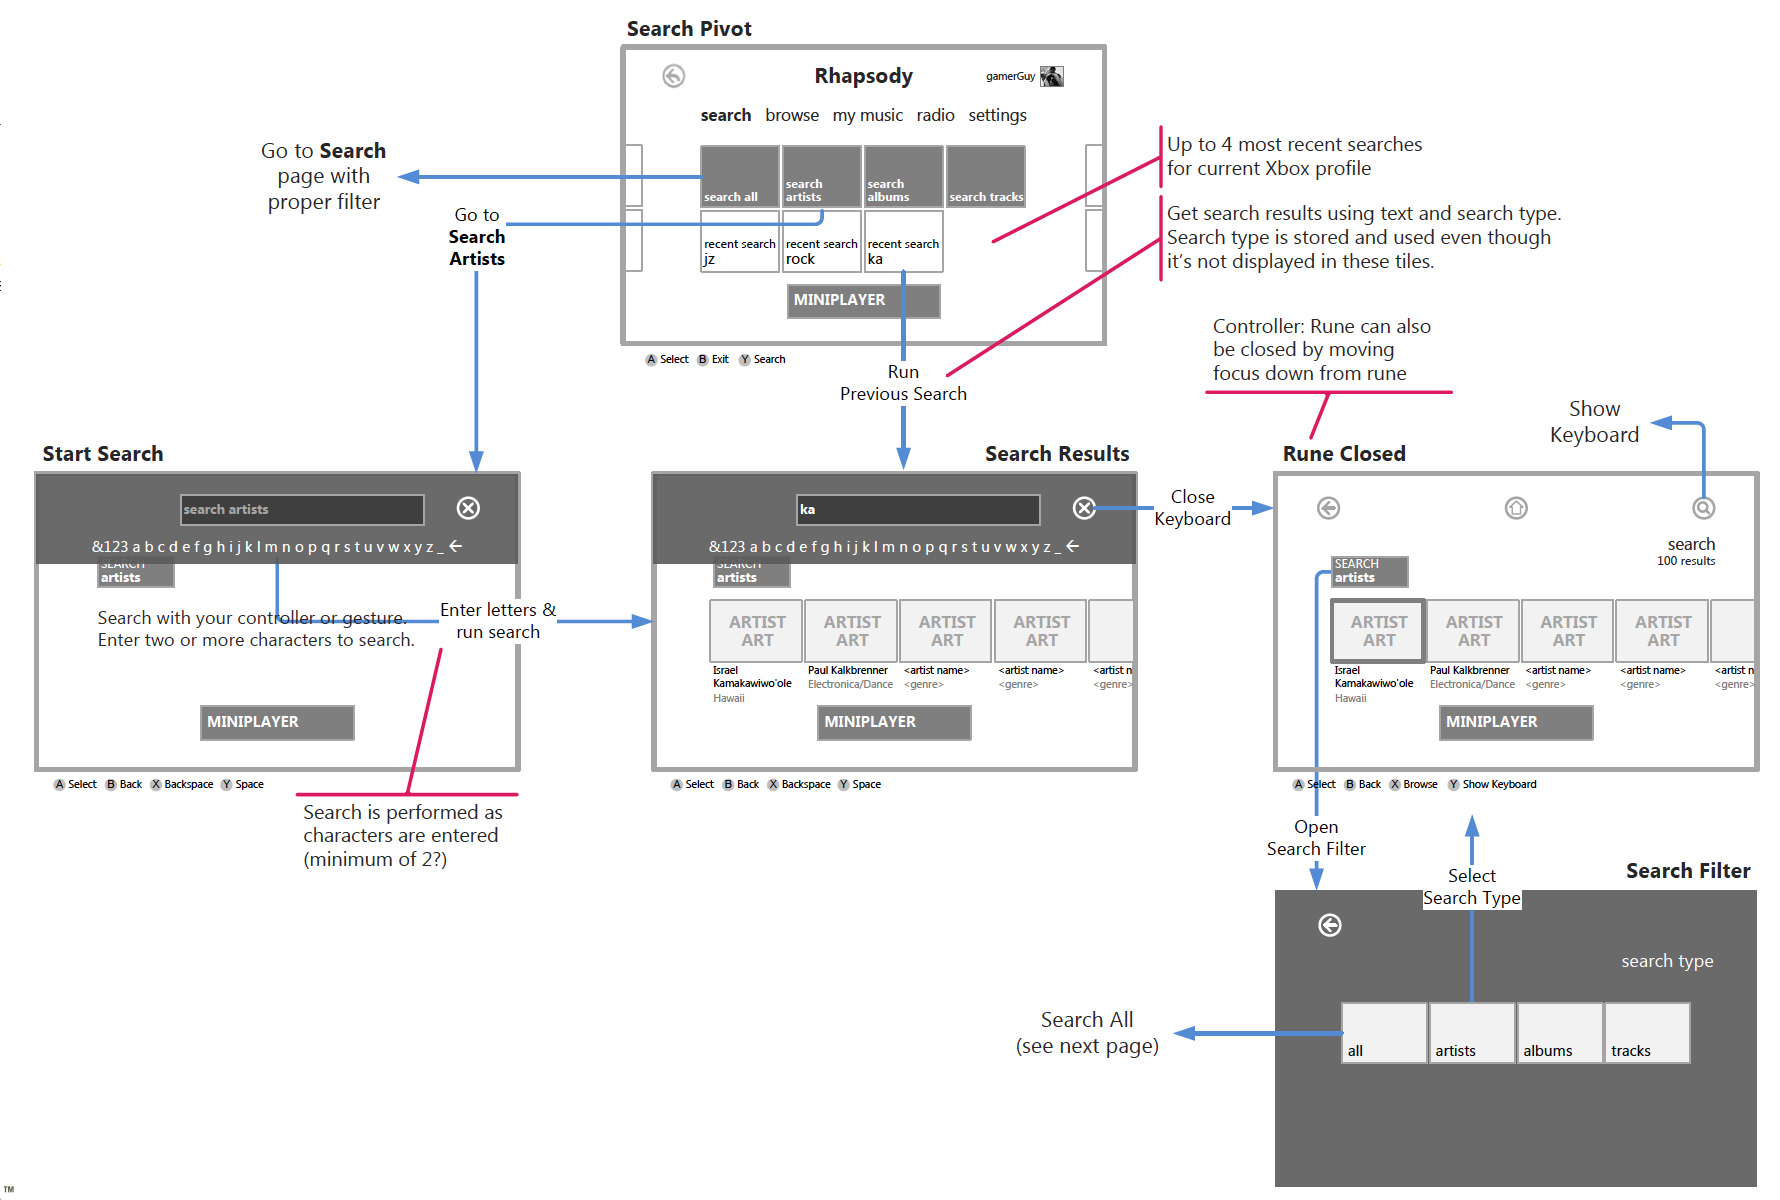 Search Pivot
Rhapsody
gamerGuy
search browse my music radio settings
search all
search
artists
search
albums
search tracks
recent search
jz
recent search
rock
recent search
ka
MINIPLAYER
A Select B Exit Y Search
Go to Search
page with
proper filter
Go to
Search
Artists
Up to 4 most recent searches
for current Xbox profile
Get search results using text and search type.
Search type is stored and used even though
it's not displayed in these tiles.
Run
Previous Search
Controller: Rune can also
be closed by moving
focus down from rune
Show
Keyboard
Start Search
search artists
&123 a b c d e f g h i j k l m n o p q r s t u v w x y z _ ←
SEARCH
artists
Search with your controller or gesture.
Enter two or more characters to search.
MINIPLAYER
A Select B Back X Backspace Y Space
Enter letters &
run search
Search is performed as
characters are entered
(minimum of 2?)
Search Results
ka
&123 a b c d e f g h i j k l m n o p q r s t u v w x y z _ ←
SEARCH
artists
ARTIST
ART
ARTIST
ART
ARTIST
ART
ARTIST
ART
Israel
Kamakawiwo'ole
Hawaii
Paul Kalkbrenner
Electronica/Dance
<artist name>
<genre>
<artist name>
<genre>
<artist n
<genre>
MINIPLAYER
A Select B Back X Backspace Y Space
Close
Keyboard
Rune Closed
search
100 results
SEARCH
artists
ARTIST
ART
ARTIST
ART
ARTIST
ART
ARTIST
ART
Israel
Kamakawiwo'ole
Hawaii
Paul Kalkbrenner
Electronica/Dance
<artist name>
<genre>
<artist name>
<genre>
<artist n
<genre>
MINIPLAYER
A Select B Back X Browse Y Show Keyboard
Open
Search Filter
Select
Search Type
Search Filter
search type
all
artists
albums
tracks
Search All
(see next page)
™